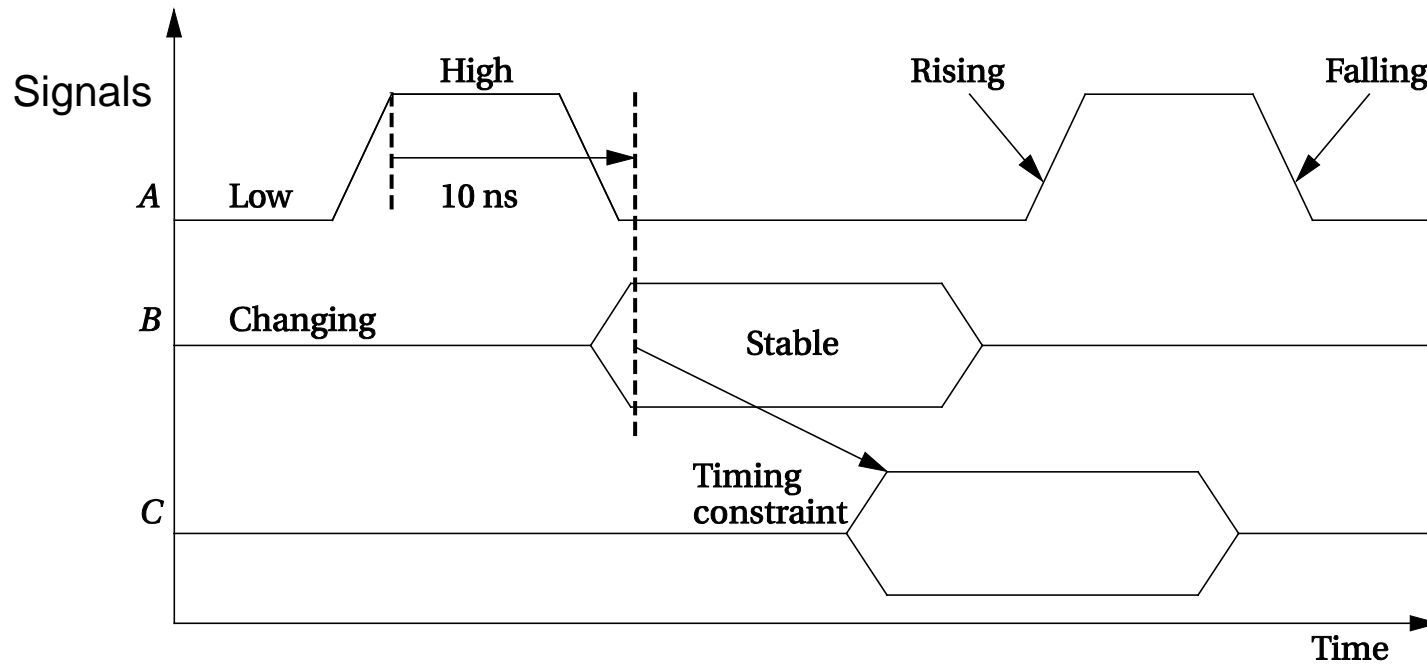 High
Rising
Falling
Signals
A
Low
10 ns
B
Changing
Stable
Timing
constraint
C
Time